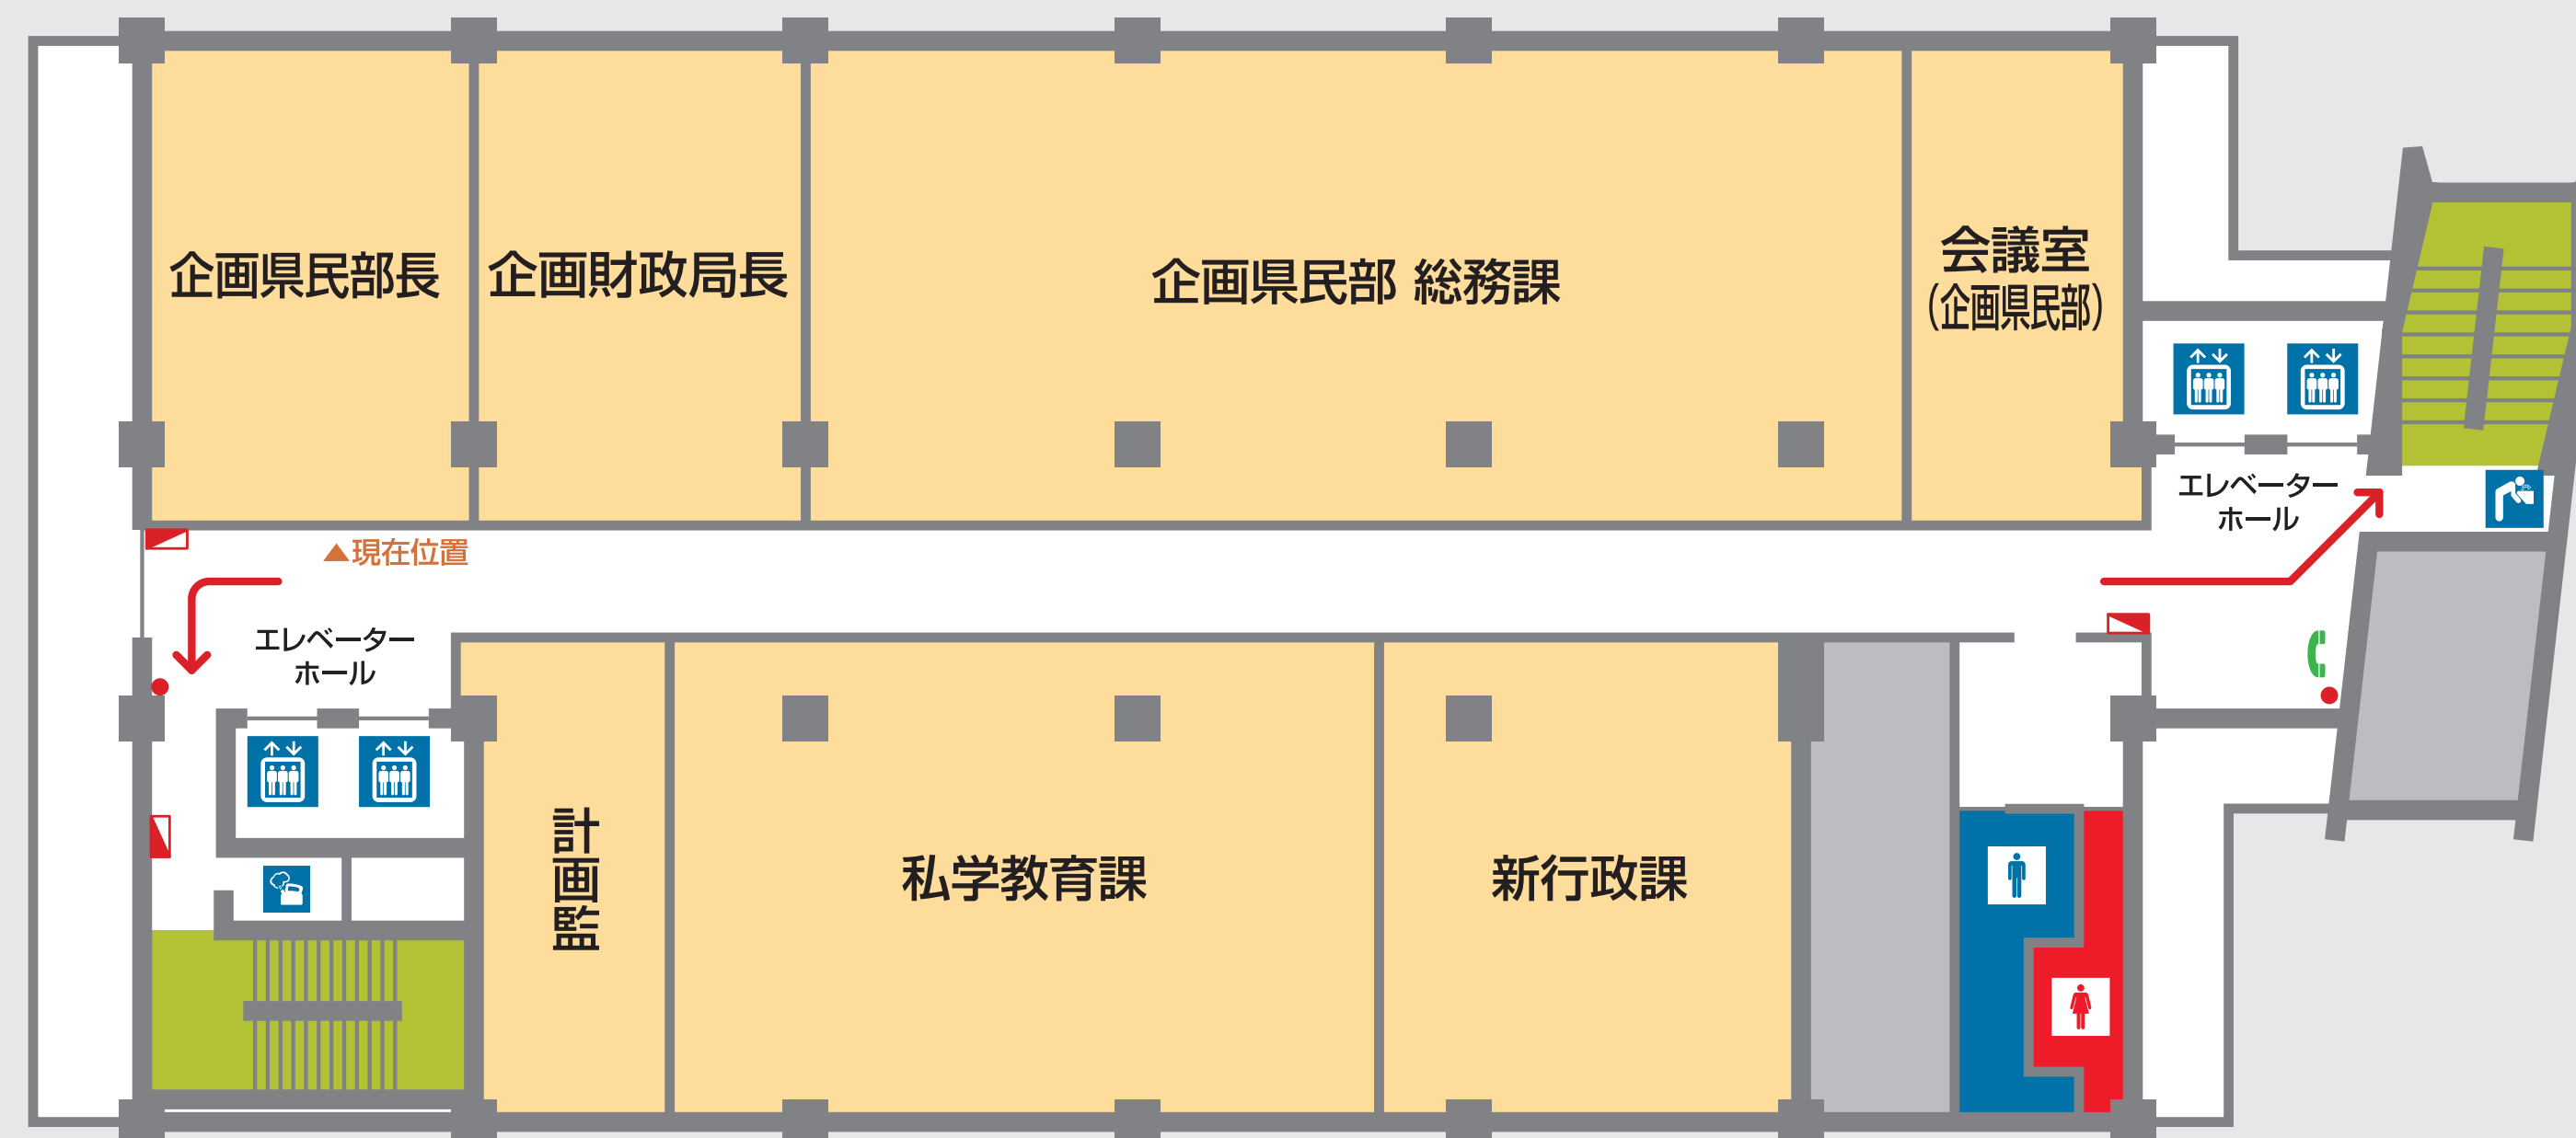 企画県民部長
企画財政局長
企画県民部 総務課
会議室
(企画県民部)
エレベーター
ホール
▲現在位置
エレベーター
ホール
計画監
私学教育課
新行政課